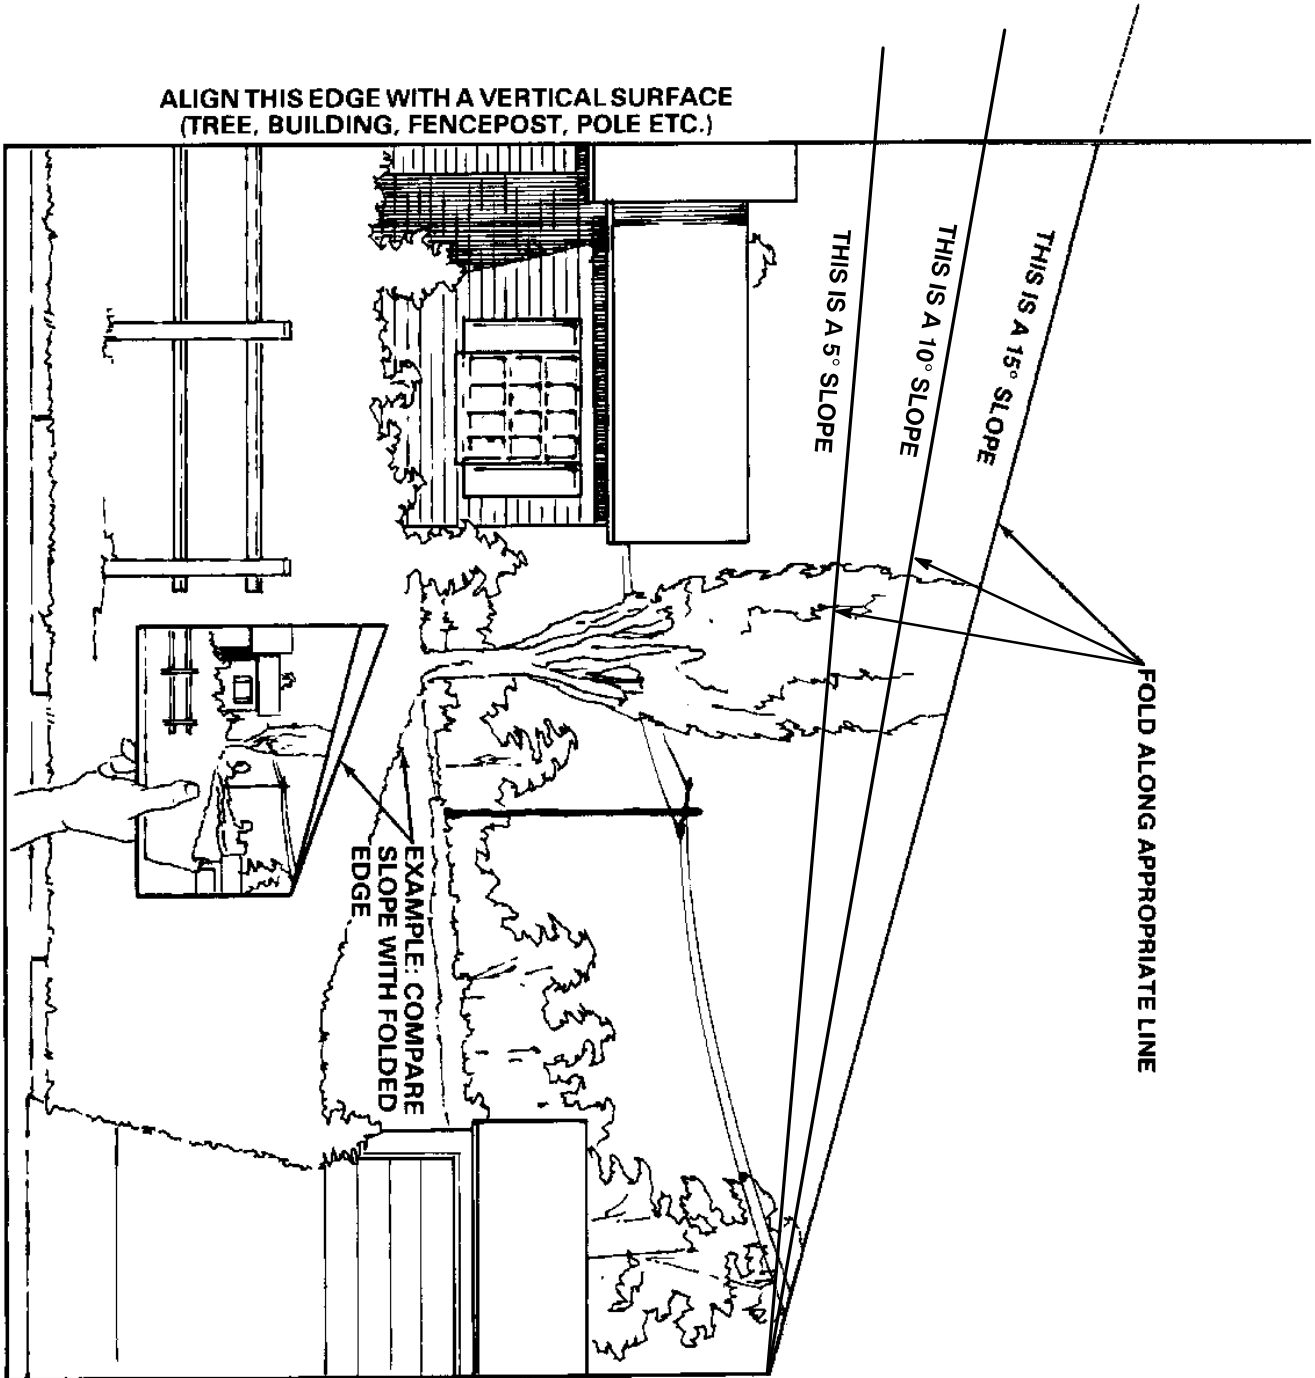 ALIGN THIS EDGE WITH A VERTICAL SURFACE
(TREE, BUILDING, FENCEPOST, POLE ETC.)
THIS IS A 5° SLOPE
THIS IS A 10° SLOPE
THIS IS A 15° SLOPE
FOLD ALONG APPROPRIATE LINE
EXAMPLE: COMPARE
SLOPE WITH FOLDED
EDGE